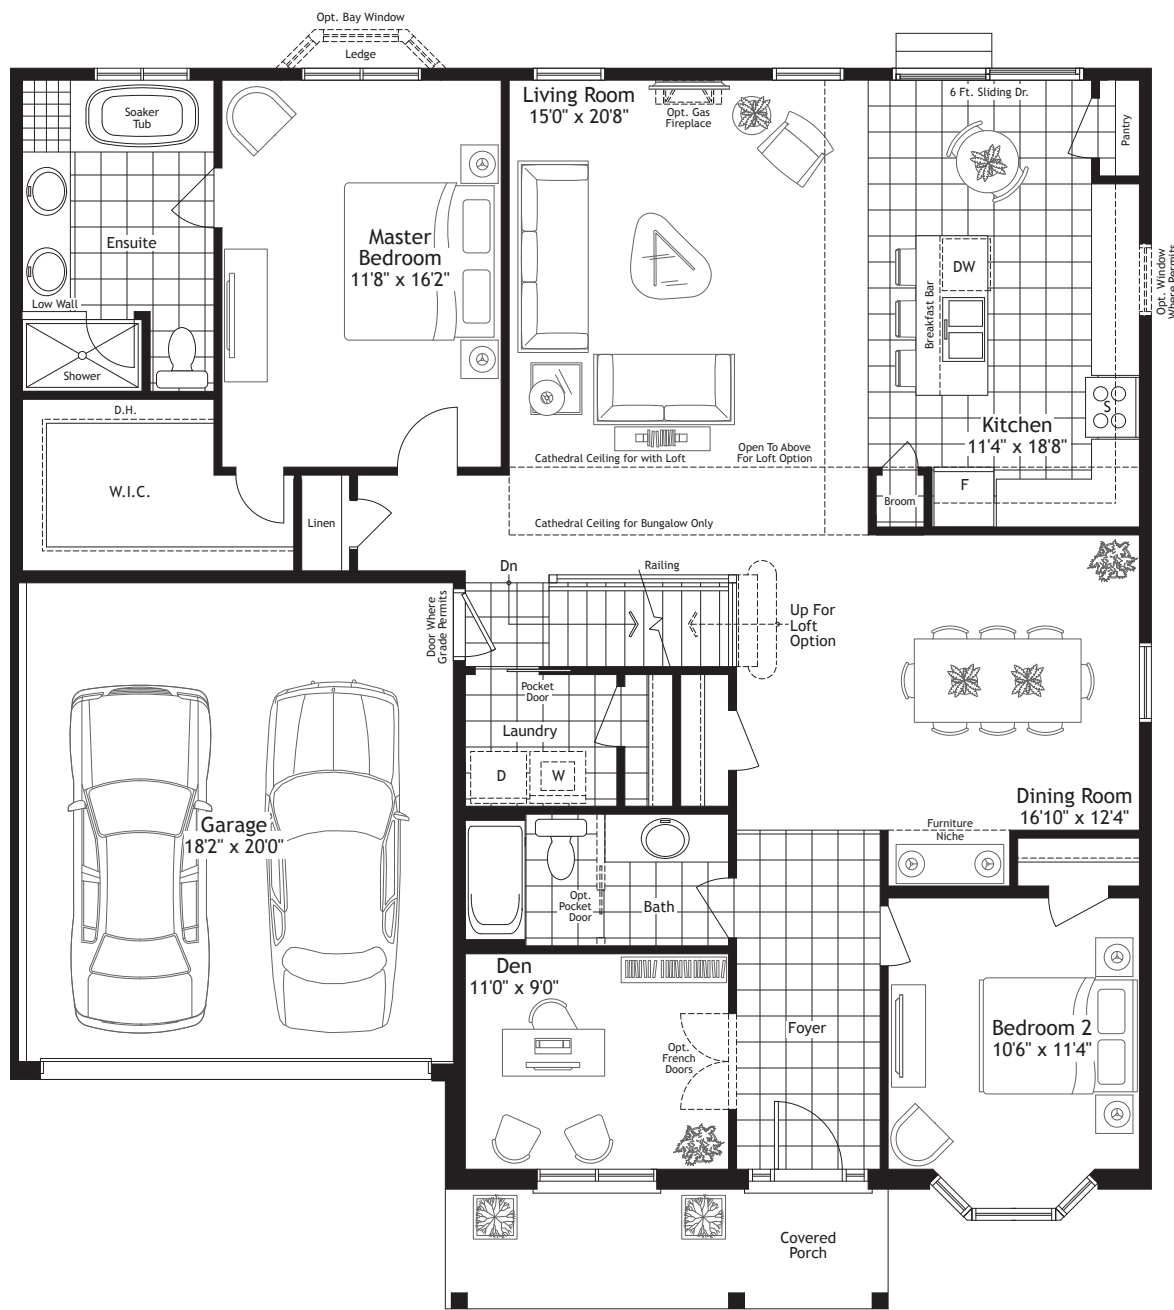 Opt. Bay Window
Ledge
Soaker
Tub
Ensuite
Low Wall
Shower
Master
Bedroom
11'8" x 16'2"
Living Room
15'0" x 20'8"
Opt. Gas
Fireplace
6 Ft. Sliding Dr.
Pantry
DW
Breakfast Bar
Opt. Window
Where Permits
S
Kitchen
11'4" x 18'8"
D.H.
W.I.C.
Linen
Cathedral Ceiling for with Loft
Open To Above
For Loft Option
Cathedral Ceiling for Bungalow Only
Broom
F
Dn
Railing
Door Where
Grade Permits
Up For
Loft
Option
Pocket
Door
Laundry
D
W
Garage
18'2" x 20'0"
Dining Room
16'10" x 12'4"
Furniture
Niche
Opt.
Pocket
Door
Bath
Den
11'0" x 9'0"
Opt.
French
Doors
Foyer
Bedroom 2
10'6" x 11'4"
Covered
Porch